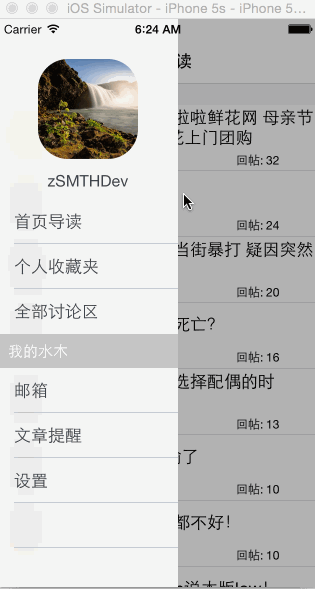 iOS Simulator - iPhone 5s - iPhone 5…
Carrier 6:24 AM
读
zSMTHDev
首页导读
个人收藏夹
全部讨论区
我的水木
邮箱
文章提醒
设置
啦啦鲜花网 母亲节
花上门团购
回帖: 32
回帖: 24
当街暴打 疑因突然
回帖: 20
死亡?
回帖: 16
选择配偶的时
回帖: 13
了
回帖: 10
都不好！
回帖: 10